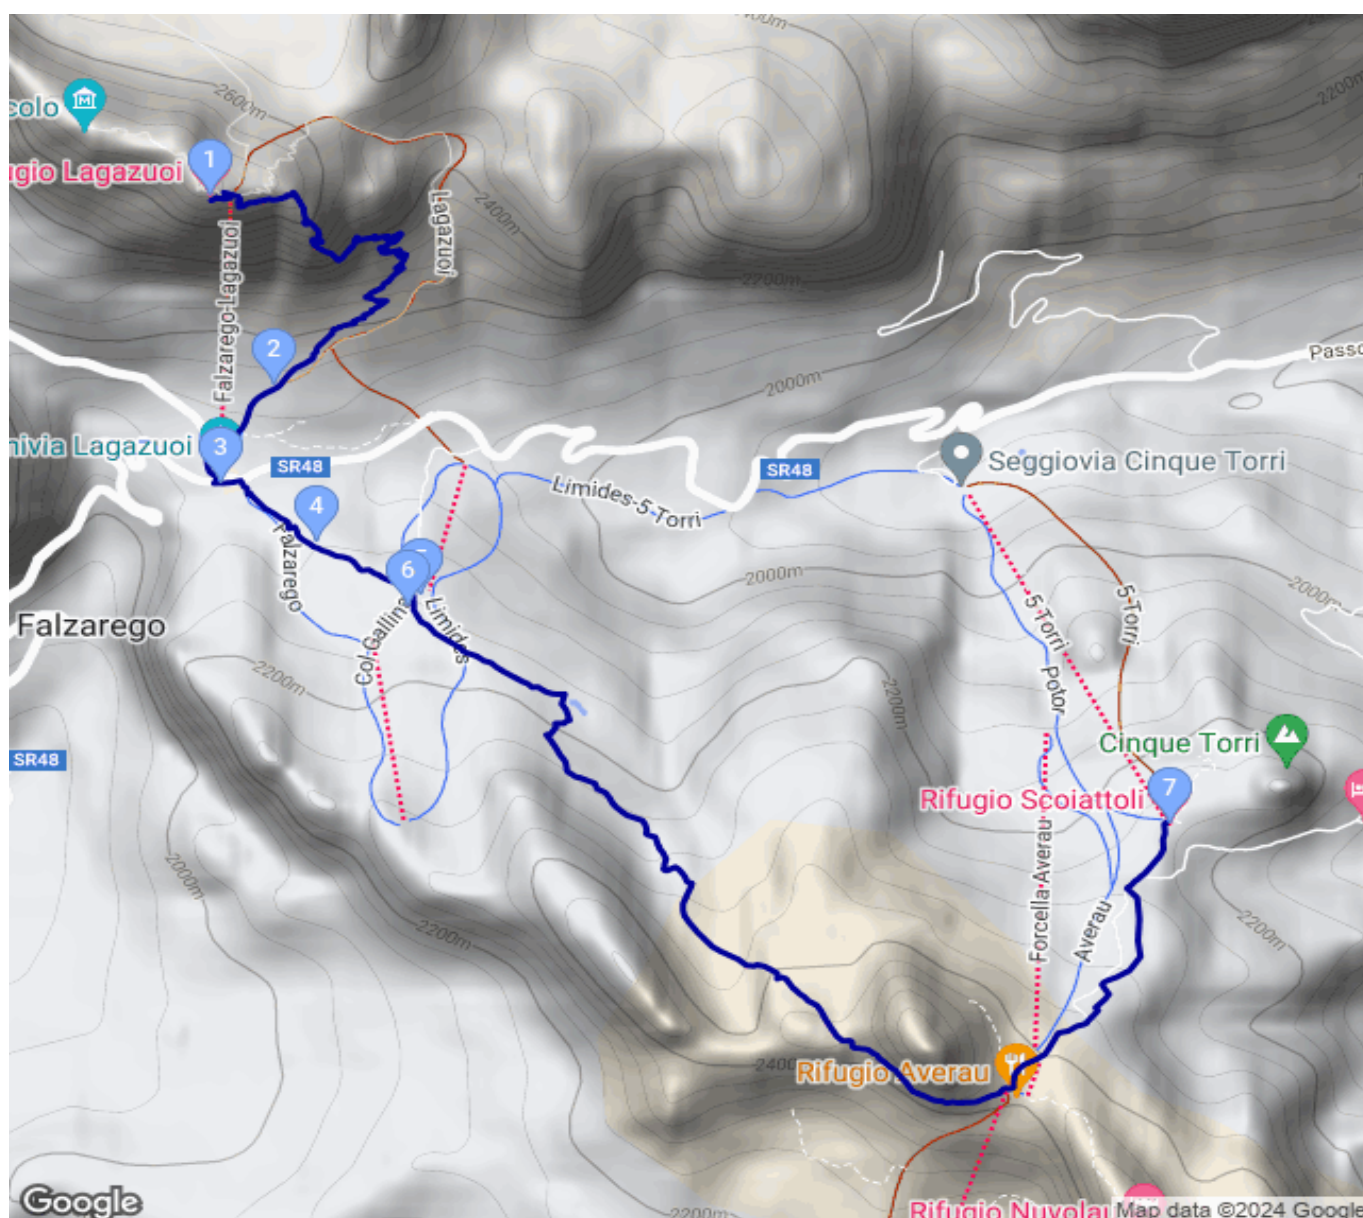 2400m
2200m
2600m
colo
1
ugio Lagazuoi
Lagazuoi
2400m
Falzarego-Lagazuoi
2200m
2
Passo
2000m
3
nivia Lagazuoi
SR48
SR48
Seggiovia Cinque Torri
Limides-5-Torri
4
Falzarego
6
2000m
2000m
5-Torri
5-Torri
Falzarego
Col Gallina
Limides
2200m
2200m
Potor
SR48
Cinque Torri
7
Rifugio Scoiattoli
2000m
Forcella Averau
Averau
2200m
2200m
2400
Rifugio Averau
Google
2200m
Rifugio Nuvolau
Map data ©2024 Google